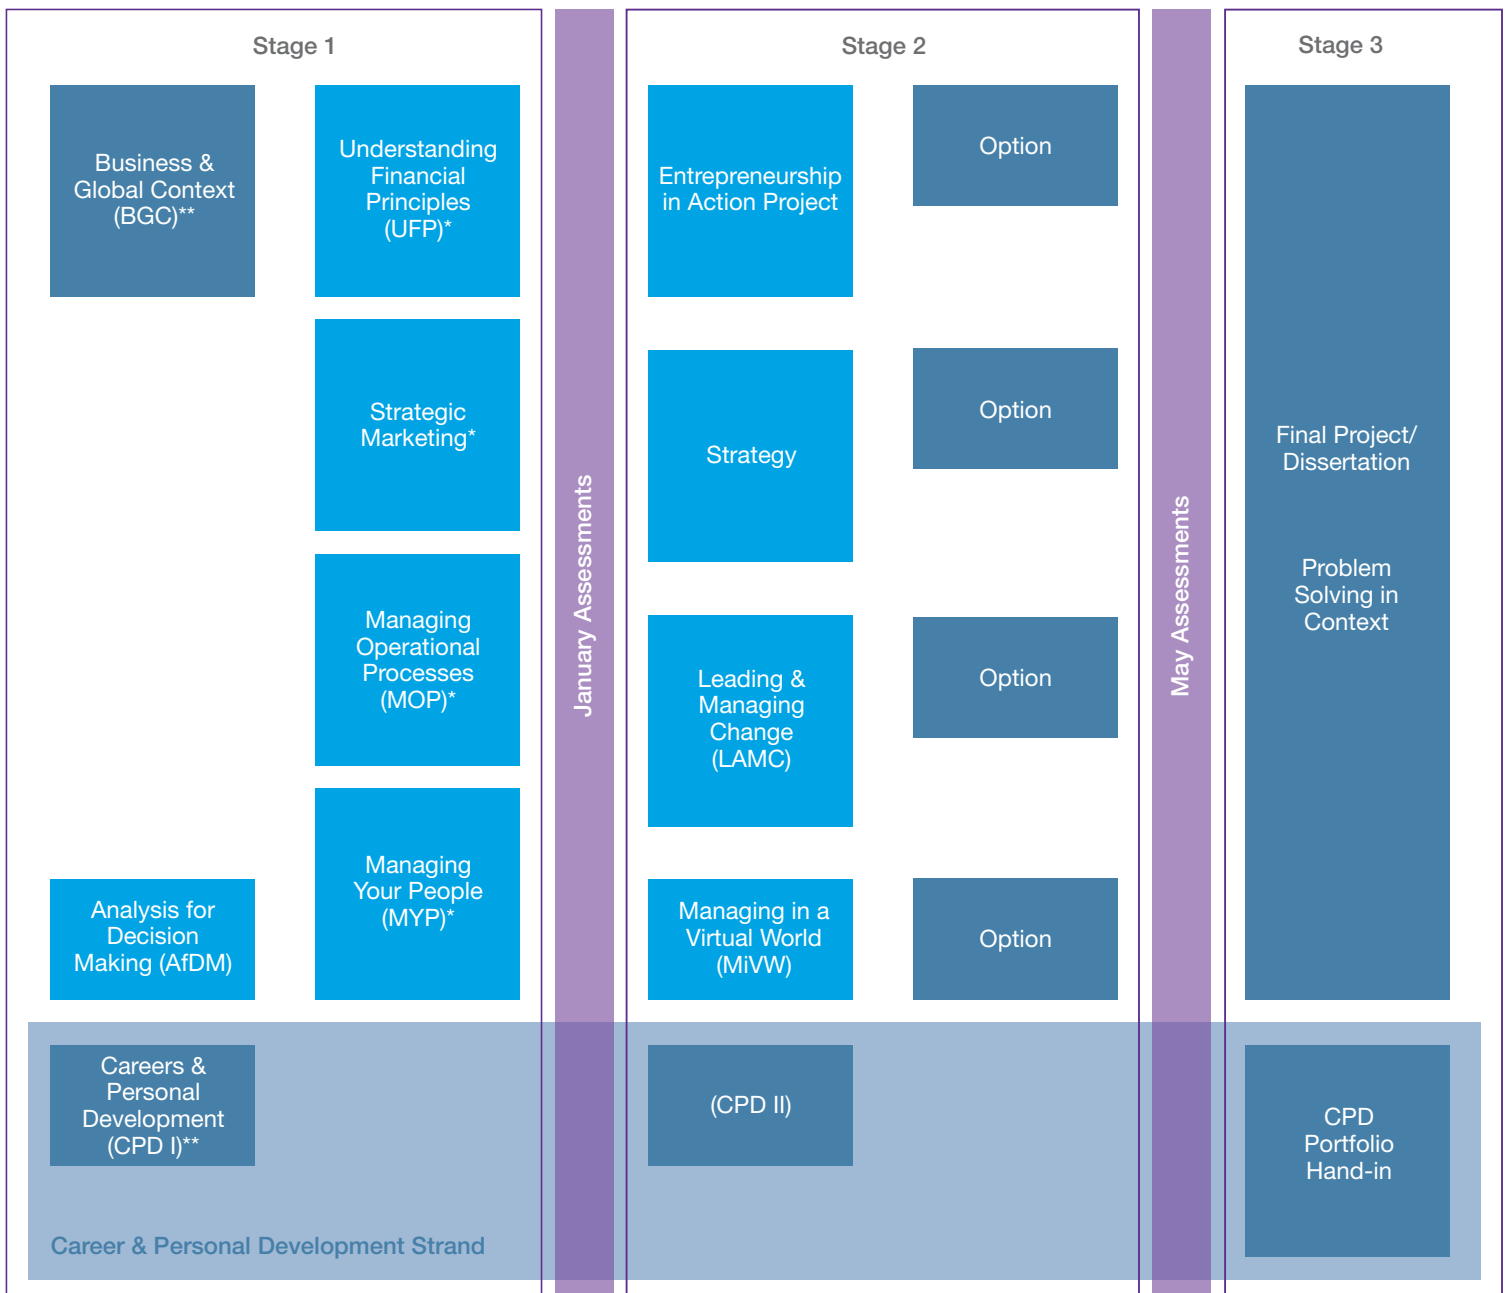 Stage 1
Business &
Global Context
(BGC)**
Understanding
Financial
Principles
(UFP)*
Strategic
Marketing*
Managing
Operational
Processes
(MOP)*
Analysis for
Decision
Making (AfDM)
Managing
Your People
(MYP)*
Careers &
Personal
Development
(CPD I)**
January Assessments
Stage 2
Entrepreneurship
in Action Project
Option
Strategy
Option
Leading &
Managing
Change
(LAMC)
Option
Managing in a
Virtual World
(MiVW)
Option
(CPD II)
May Assessments
Stage 3
Final Project/
Dissertation
Problem
Solving in
Context
CPD
Portfolio
Hand-in
Career & Personal Development Strand